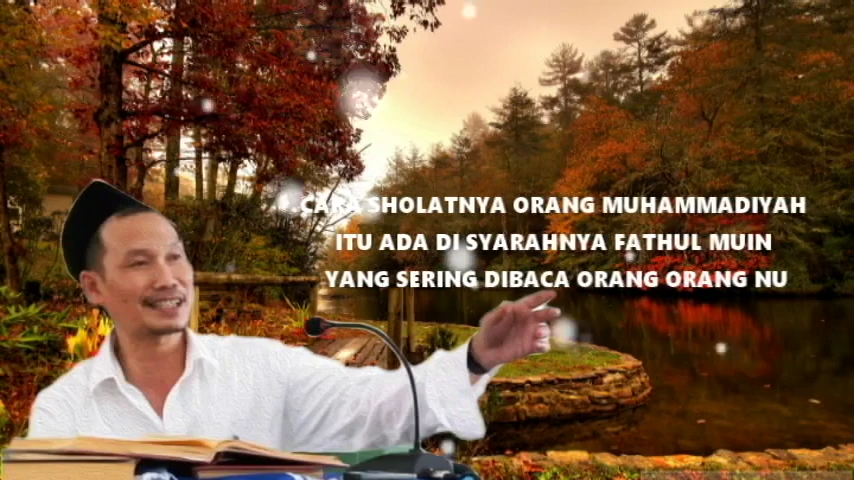 CARA SHOLATNYA ORANG MUHAMMADIYAH
ITU ADA DI SYARAHNYA FATHUL MUIN
YANG SERING DIBACA ORANG ORANG NU